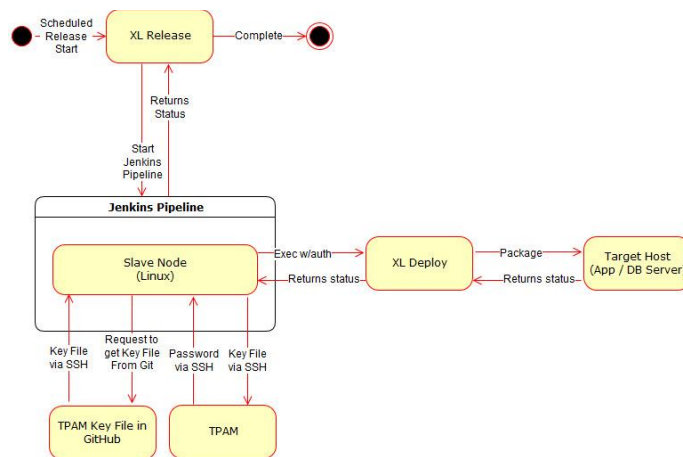 Scheduled
Release
Start
XL Release
Complete
Returns
Status
Start
Jenkins
Pipeline
Jenkins Pipeline
Slave Node
(Linux)
Exec w/auth
Returns status
XL Deploy
Package
Returns status
Target Host
(App / DB Server)
Key File
via SSH
Request to
get Key File
From Git
Password
via SSH
Key File
via SSH
TPAM Key File in
GitHub
TPAM